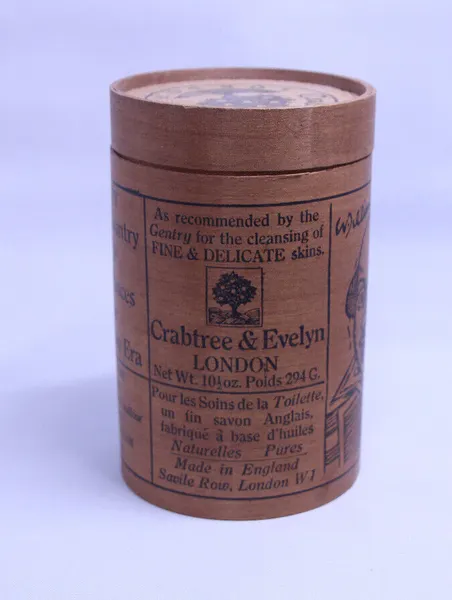 As recommended by the
Gentry for the cleansing of
FINE & DELICATE skins.
Crabtree & Evelyn
LONDON
Net Wt. 10½oz. Poids 294 G.
Pour les Soins de la Toilette,
un fin savon Anglais,
fabriqué à base d'huiles
Naturelles Pures
Made in England
Savile Row, London W1
Era